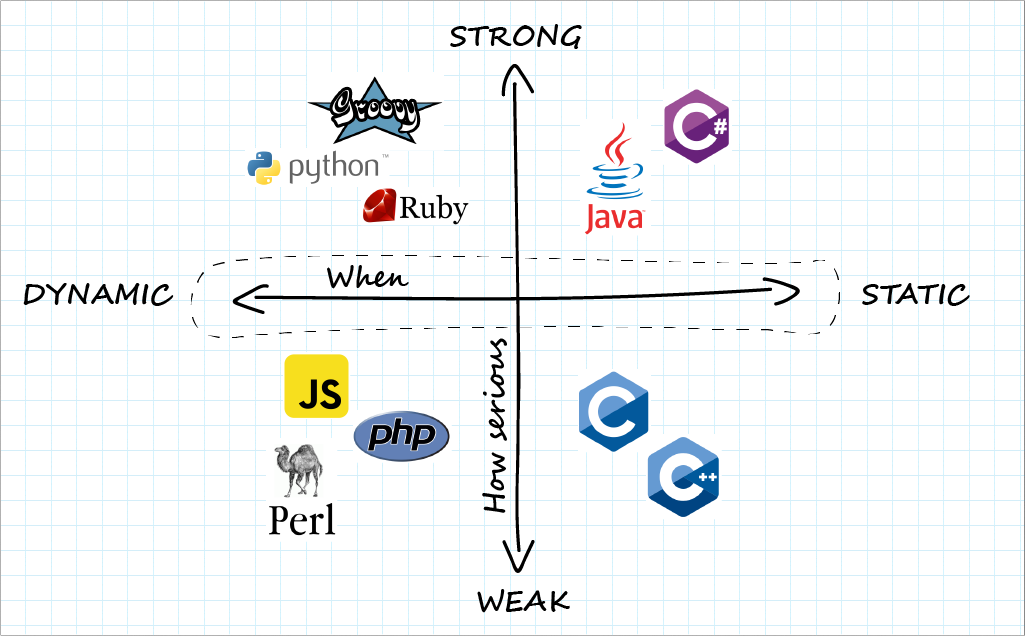 STRONG
Groovy
C#
python™
Java
Ruby
When
DYNAMIC
STATIC
How serious
JS
C
php
C++
Perl
WEAK